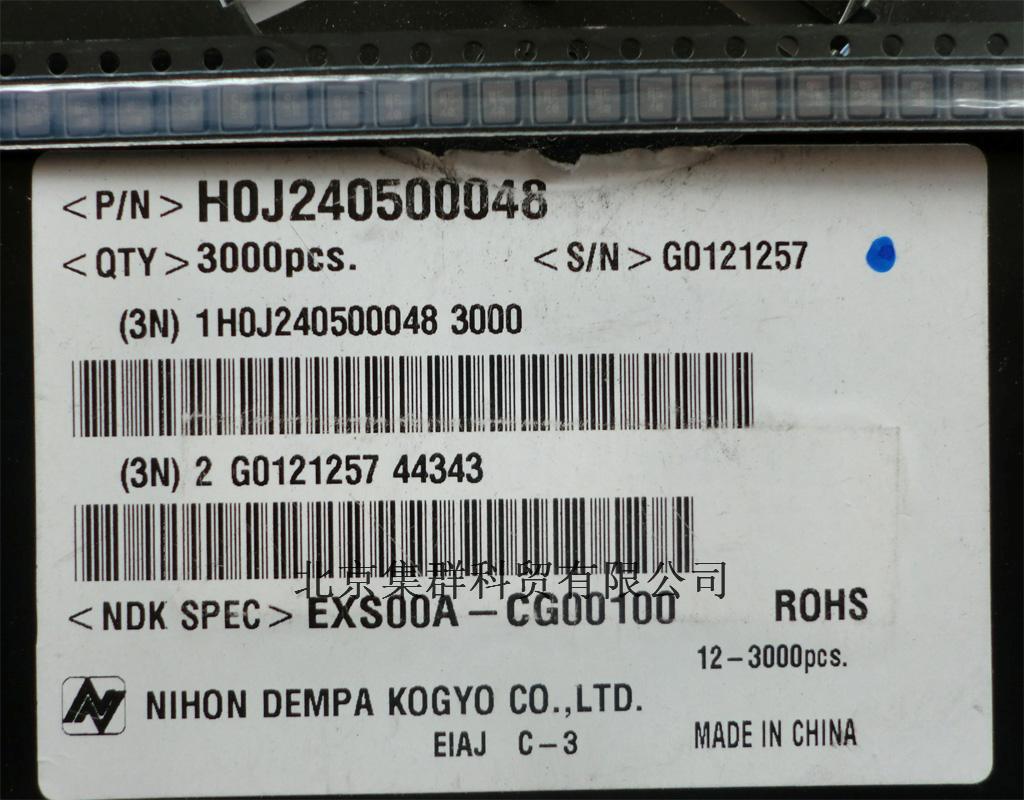 <P/N> H0J240500048
<QTY> 3000pcs. <S/N> G0121257
(3N) 1H0J240500048 3000
(3N) 2 G0121257 44343
北京集群科贸有限公司
<NDK SPEC> EXS00A-CG00100 ROHS
12-3000pcs.
NIHON DEMPA KOGYO CO.,LTD.
EIAJ C-3 MADE IN CHINA